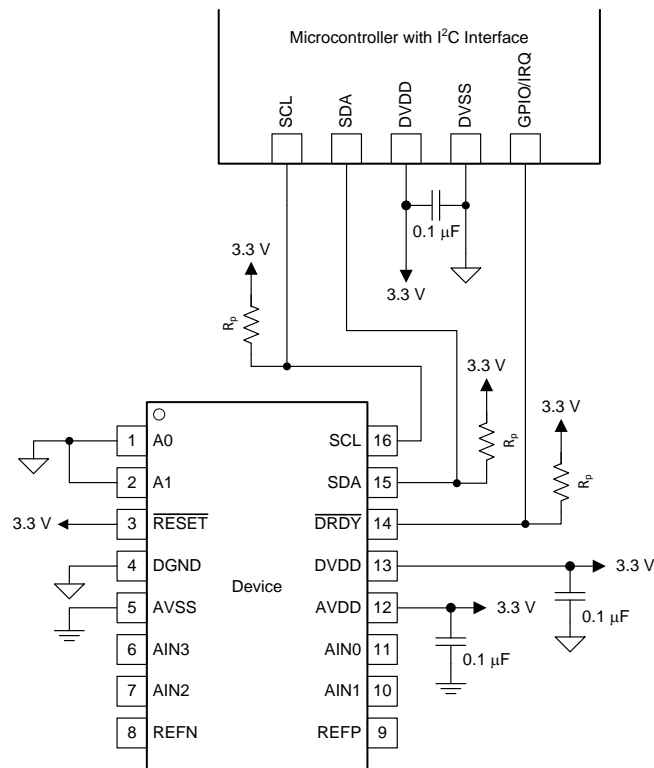 Microcontroller with I²C Interface
SCL
SDA
DVDD
DVSS
GPIO/IRQ
0.1 μF
3.3 V
3.3 V
Rp
3.3 V
Rp
3.3 V
Rp
1 A0
SCL 16
2 A1
SDA 15
3.3 V
3 RESET
DRDY 14
4 DGND
DVDD 13
3.3 V
Device
0.1 μF
5 AVSS
AVDD 12
3.3 V
0.1 μF
6 AIN3
AIN0 11
7 AIN2
AIN1 10
8 REFN
REFP 9